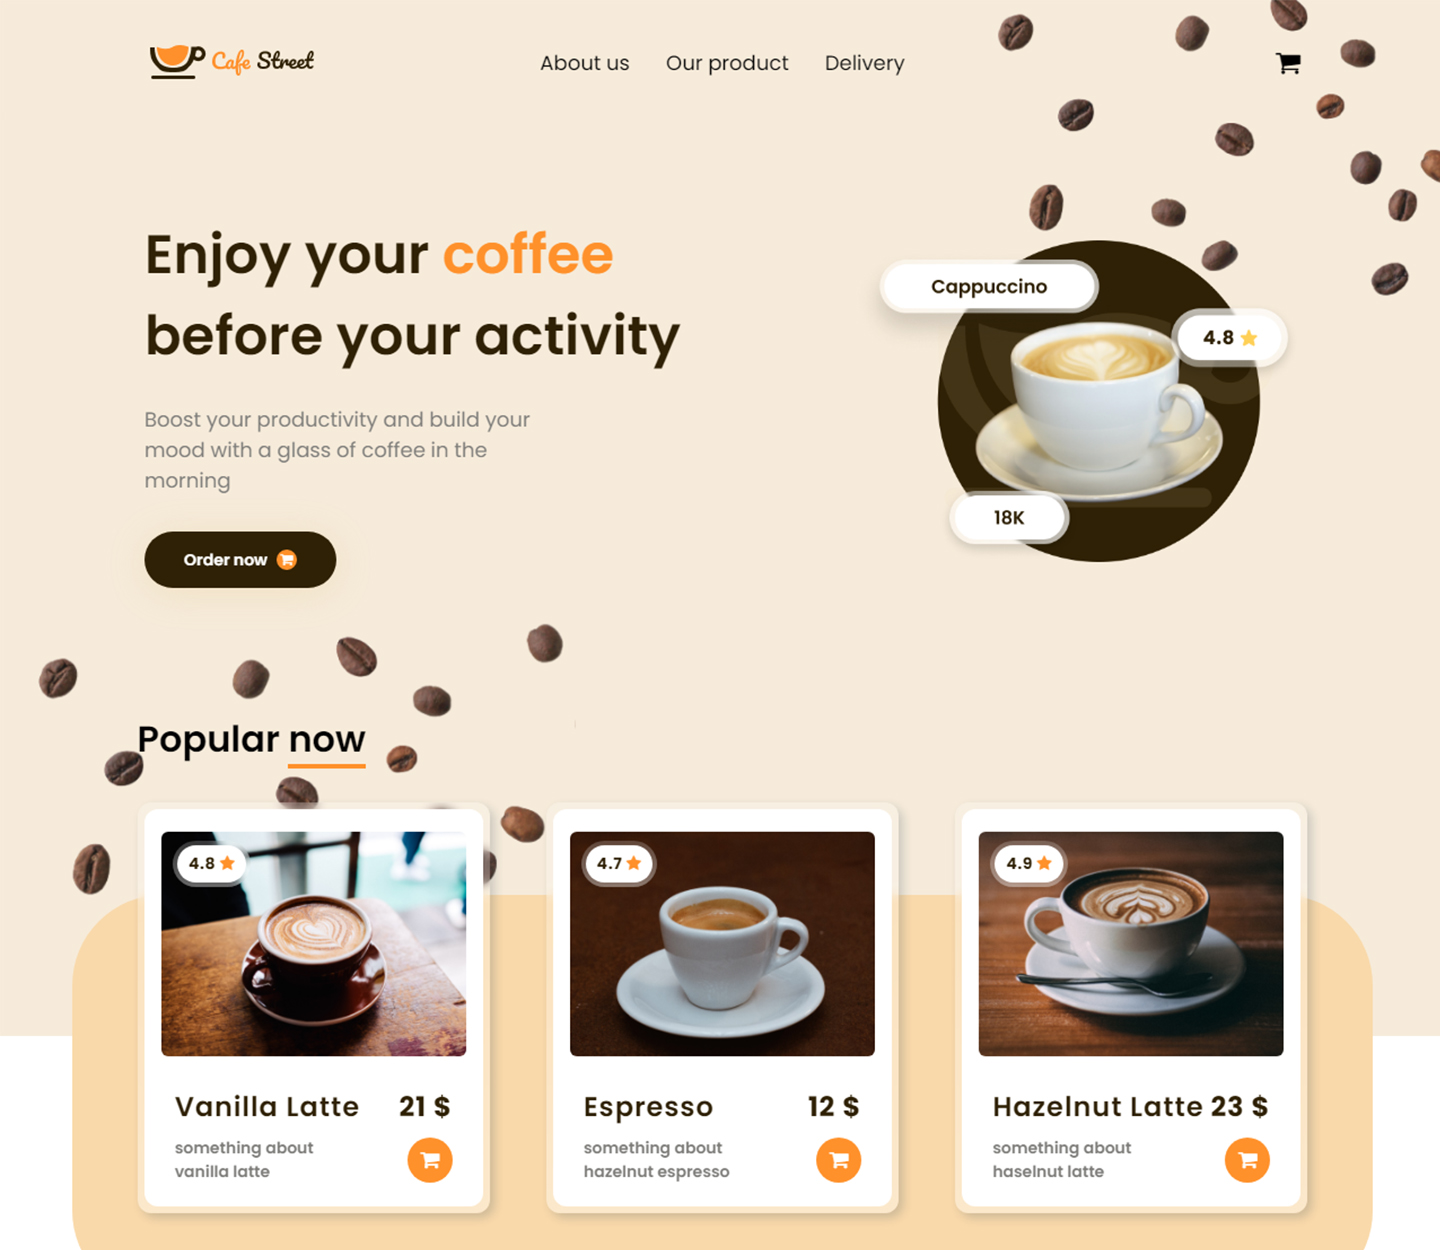 Cafe Street
About us
Our product
Delivery
Enjoy your coffee
before your activity
Boost your productivity and build your
mood with a glass of coffee in the
morning
Order now
Cappuccino
4.8
18K
Popular now
4.8
Vanilla Latte 21 $
something about
vanilla latte
4.7
Espresso 12 $
something about
hazelnut espresso
4.9
Hazelnut Latte 23 $
something about
haselnut latte